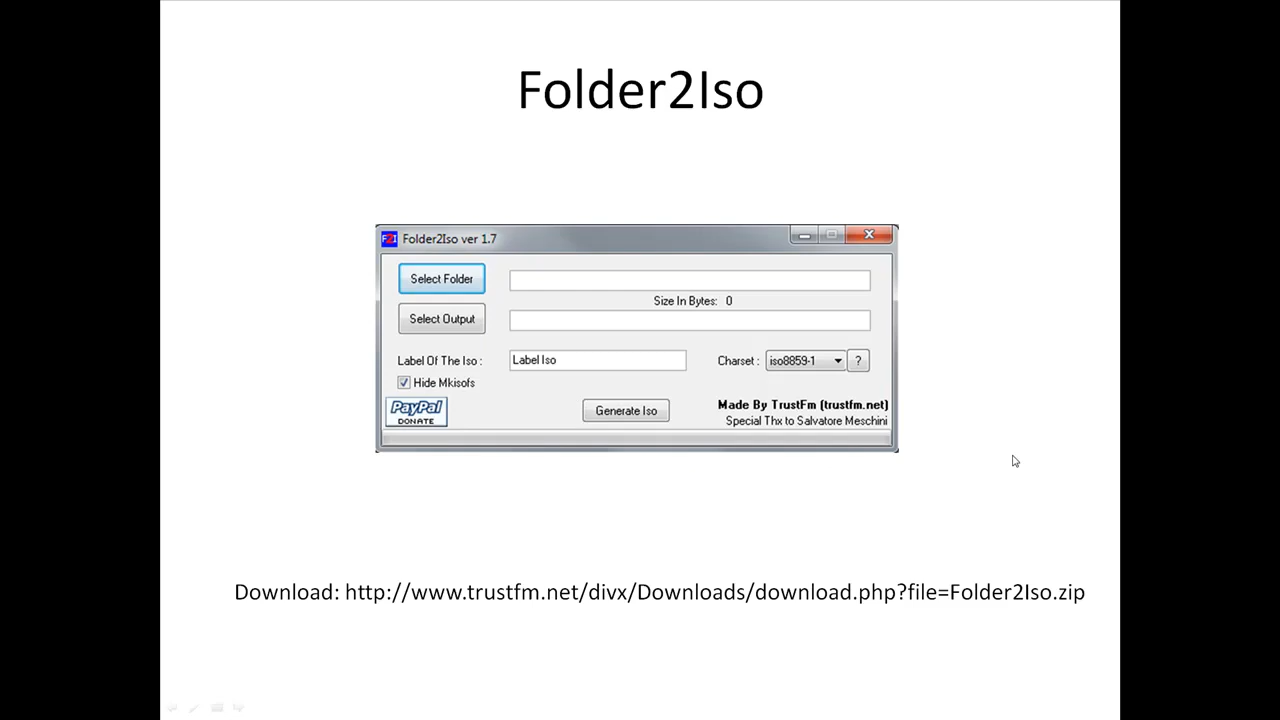 Folder2Iso
F2I Folder2Iso ver 1.7
Select Folder
Size In Bytes: 0
Select Output
Label Of The Iso : Label Iso Charset : iso8859-1 ?
Hide Mkisofs
PayPal
DONATE
Generate Iso
Made By TrustFm (trustfm.net)
Special Thx to Salvatore Meschini
Download: http://www.trustfm.net/divx/Downloads/download.php?file=Folder2Iso.zip